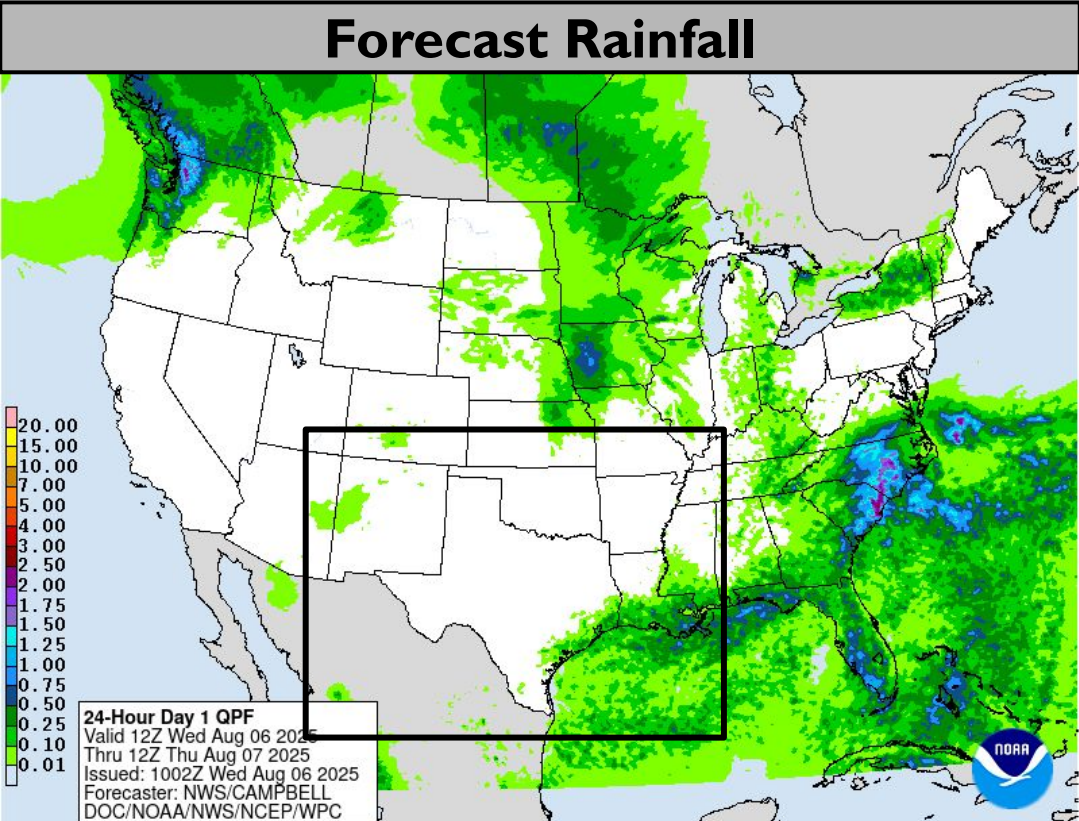 Forecast Rainfall
20.00
15.00
10.00
7.00
5.00
4.00
3.00
2.50
2.00
1.75
1.50
1.25
1.00
0.75
0.50
0.25
0.10
0.01
24-Hour Day 1 QPF
Valid 12Z Wed Aug 06 2025
Thru 12Z Thu Aug 07 2025
Issued: 1002Z Wed Aug 06 2025
Forecaster: NWS/CAMPBELL
DOC/NOAA/NWS/NCEP/WPC
NOAA